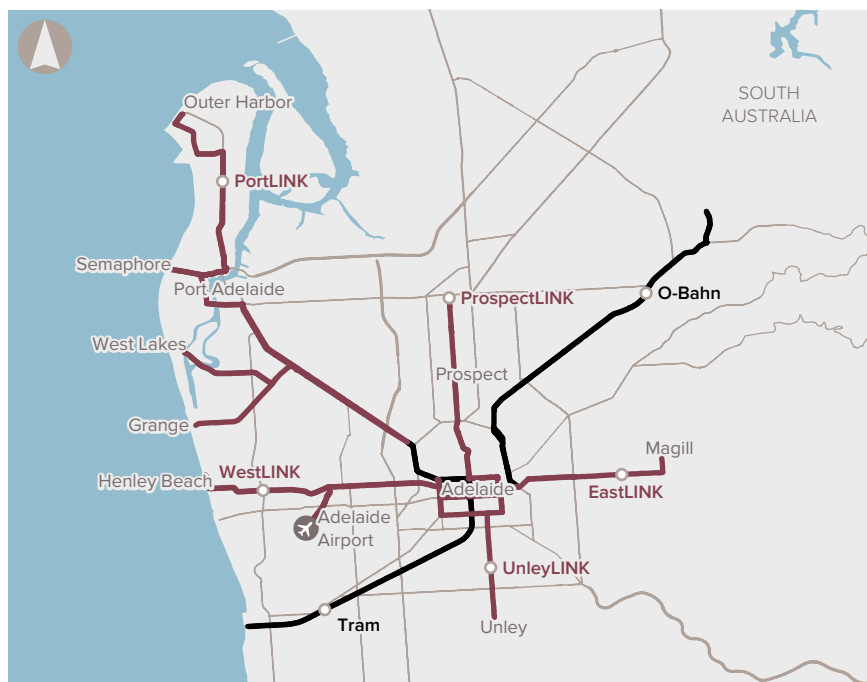 Outer Harbor
SOUTH
AUSTRALIA
PortLINK
Semaphore
Port Adelaide
ProspectLINK
O-Bahn
West Lakes
Prospect
Grange
Magill
WestLINK
Henley Beach
Adelaide
EastLINK
Adelaide
Airport
UnleyLINK
Tram
Unley